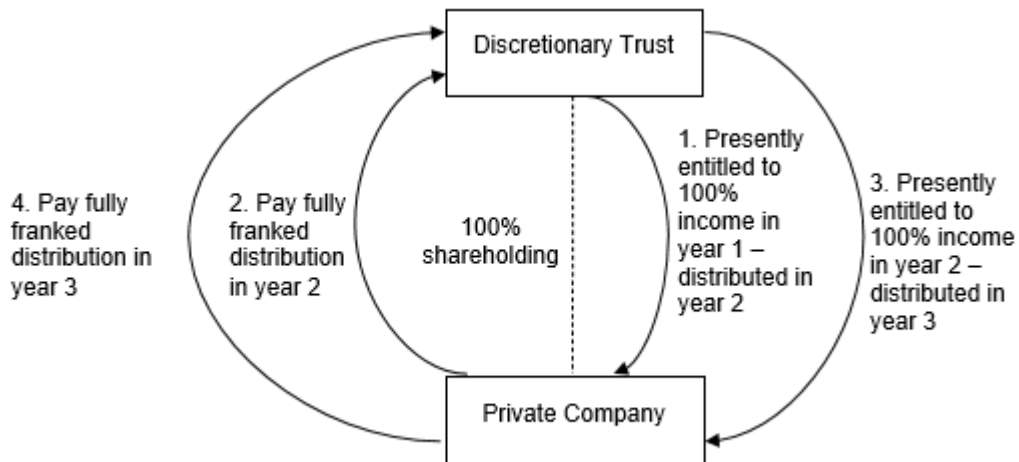 Discretionary Trust
4. Pay fully
franked
distribution in
year 3
2. Pay fully
franked
distribution
in year 2
100%
shareholding
1. Presently
entitled to
100%
income in
year 1 –
distributed in
year 2
3. Presently
entitled to
100% income
in year 2 –
distributed in
year 3
Private Company